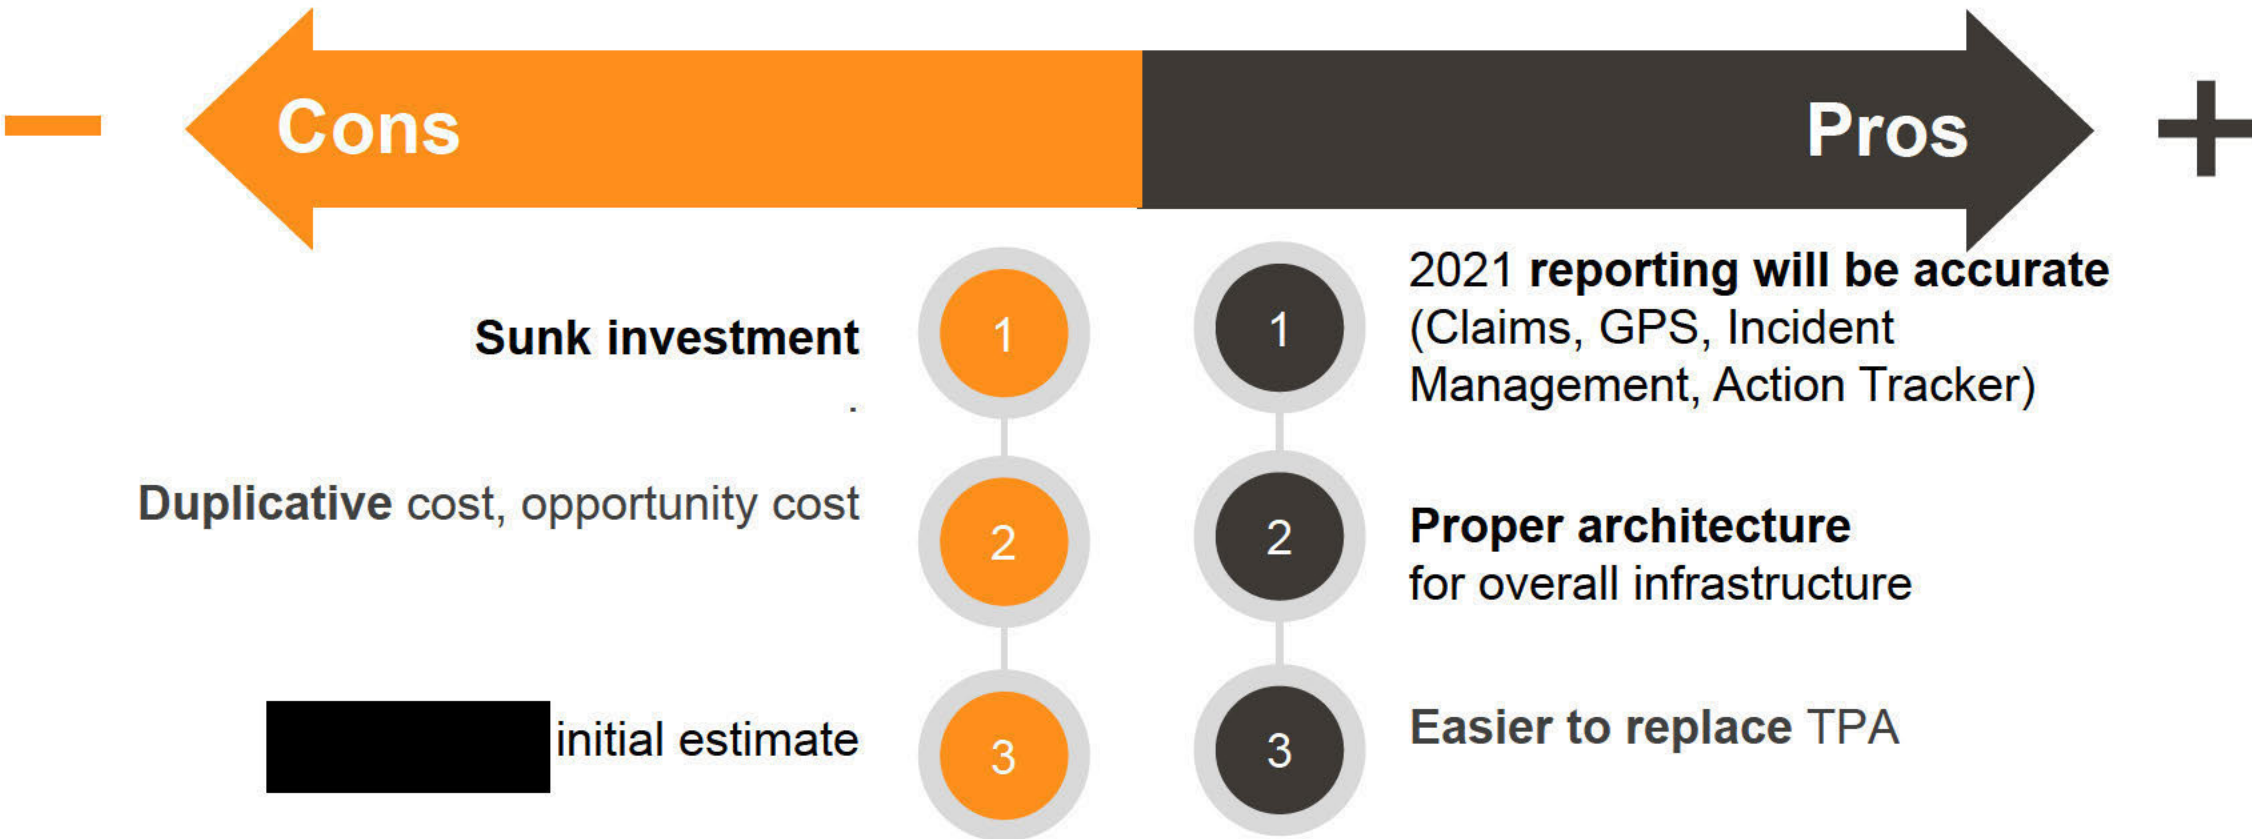 Cons
Pros
Sunk investment
.
1
Duplicative cost, opportunity cost
2
initial estimate
3
1
2021 reporting will be accurate
(Claims, GPS, Incident
Management, Action Tracker)
2
Proper architecture
for overall infrastructure
3
Easier to replace TPA